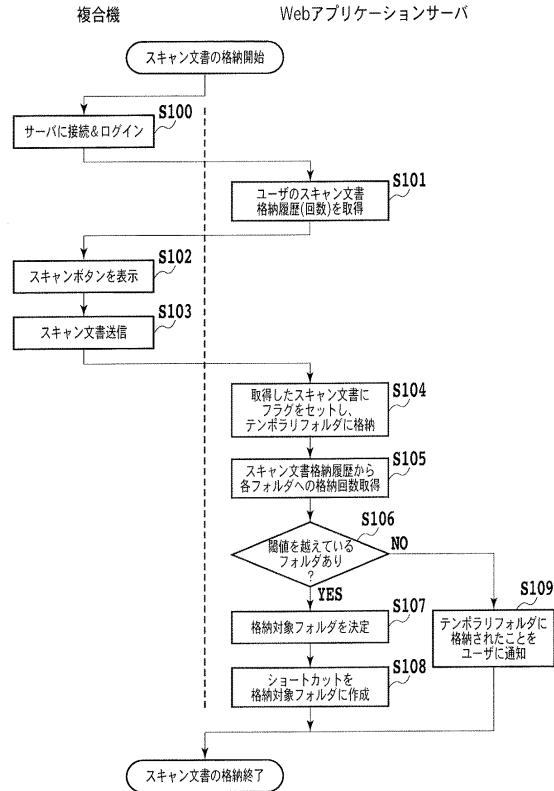 複合機
Webアプリケーションサーバ
スキャン文書の格納開始
S100
サーバに接続&ログイン
S101
ユーザのスキャン文書
格納履歴(回数)を取得
S102
スキャンボタンを表示
S103
スキャン文書送信
S104
取得したスキャン文書に
フラグをセットし、
テンポラリフォルダに格納
S105
スキャン文書格納履歴から
各フォルダへの格納回数取得
S106
閾値を越えている
フォルダあり
?
NO
YES
S107
格納対象フォルダを決定
S109
テンポラリフォルダに
格納されたことを
ユーザに通知
S108
ショートカットを
格納対象フォルダに作成
スキャン文書の格納終了